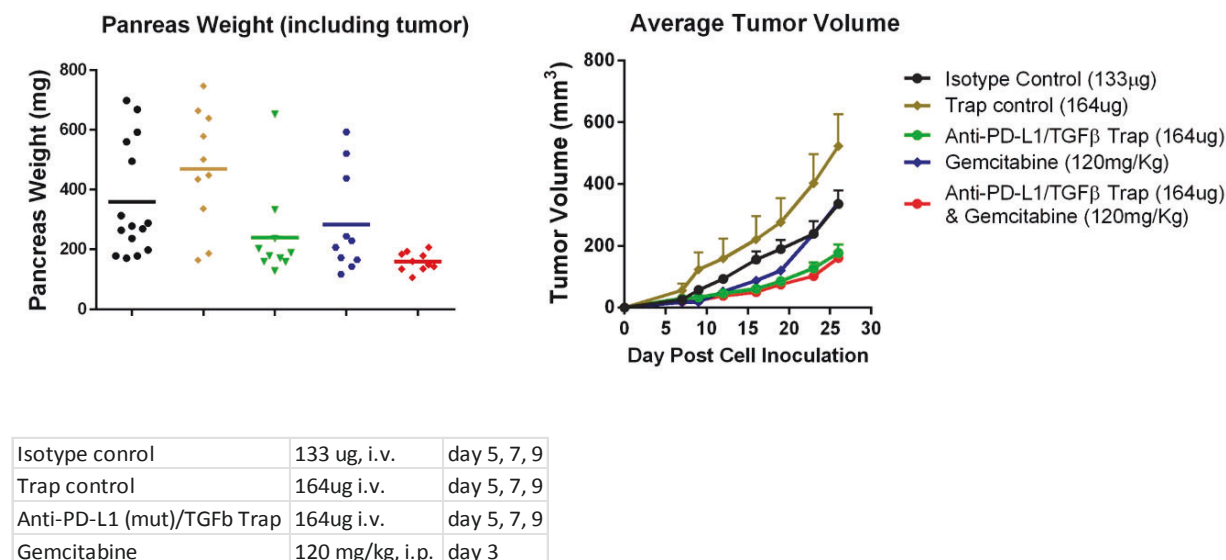 Panreas Weight (including tumor)
Pancreas Weight (mg)
800
600
400
200
0
Average Tumor Volume
Tumor Volume (mm³)
800
600
400
200
0
0 5 10 15 20 25 30
Day Post Cell Inoculation
Isotype Control (133µg)
Trap control (164ug)
Anti-PD-L1/TGFβ Trap (164ug)
Gemcitabine (120mg/Kg)
Anti-PD-L1/TGFβ Trap (164ug)
& Gemcitabine (120mg/Kg)
Isotype conrol 133 ug, i.v. day 5, 7, 9
Trap control 164ug i.v. day 5, 7, 9
Anti-PD-L1 (mut)/TGFb Trap 164ug i.v. day 5, 7, 9
Gemcitabine 120 mg/kg, i.p. day 3